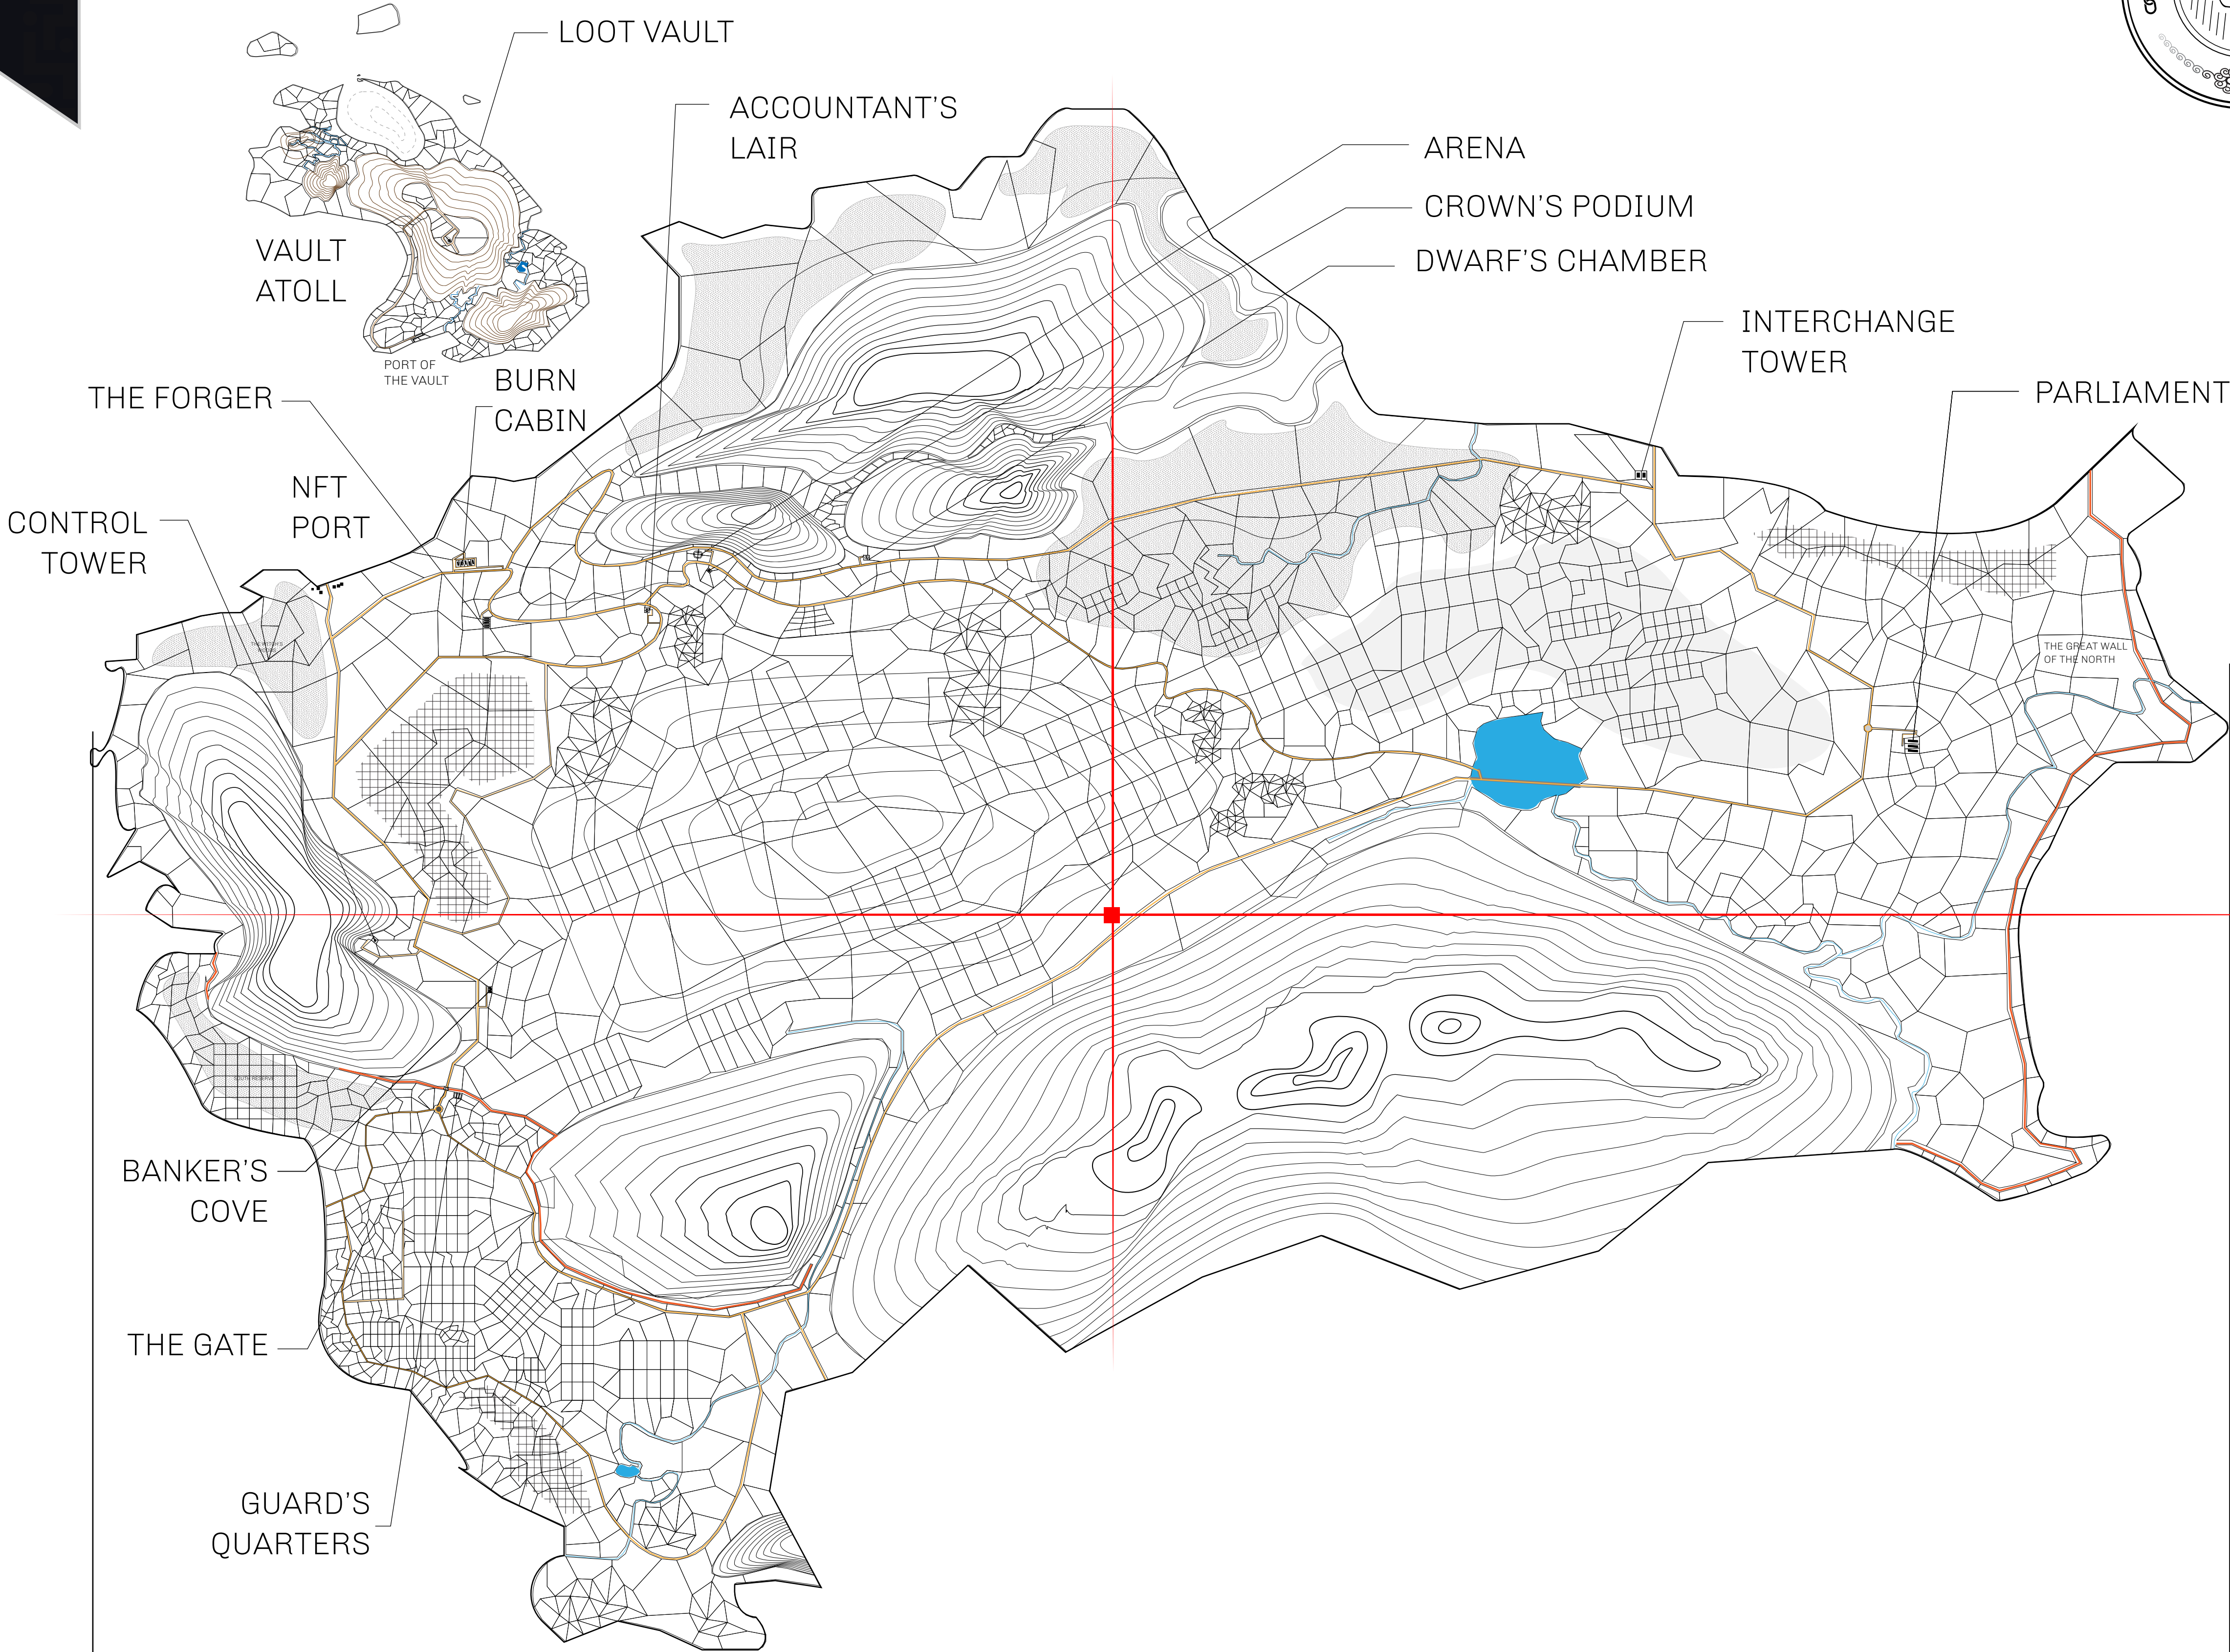 LOOT VAULT
ACCOUNTANT'S
LAIR
ARENA
CROWN'S PODIUM
DWARF'S CHAMBER
VAULT
ATOLL
INTERCHANGE
TOWER
PORT OF
THE VAULT
BURN
CABIN
THE FORGER
PARLIAMENT
NFT
PORT
CONTROL
TOWER
THE GREAT WALL
OF THE NORTH
SOUTH RESERVE
BANKER'S
COVE
THE GATE
GUARD'S
QUARTERS